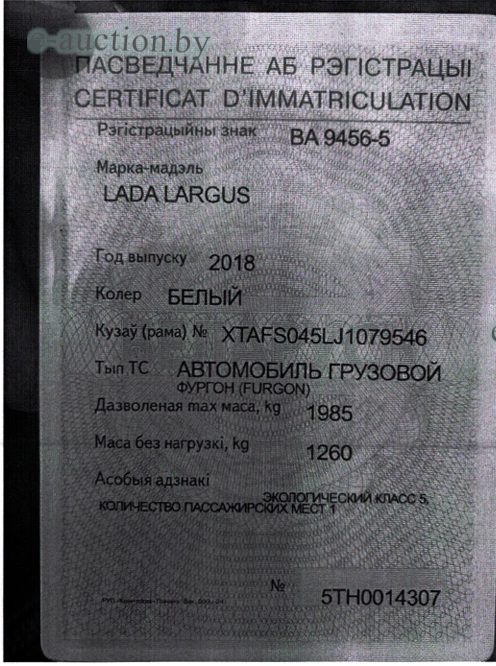 e-auction.by
ПАСВЕДЧАННЕ АБ РЭГІСТРАЦЫІ
CERTIFICAT D'IMMATRICULATION
Рэгістрацыйны знак BA 9456-5
Марка-мадэль
LADA LARGUS
Год выпуску 2018
Колер БЕЛЫЙ
Кузаў (рама) № XTAFS045LJ1079546
Тып ТС АВТОМОБИЛЬ ГРУЗОВОЙ
ФУРГОН (FURGON)
Дазволеная max маса, kg 1985
Маса без нагрузкі, kg 1260
Асобыя адзнакі
ЭКОЛОГИЧЕСКИЙ КЛАСС 5,
КОЛИЧЕСТВО ПАССАЖИРСКИХ МЕСТ 1
№ 5TH0014307